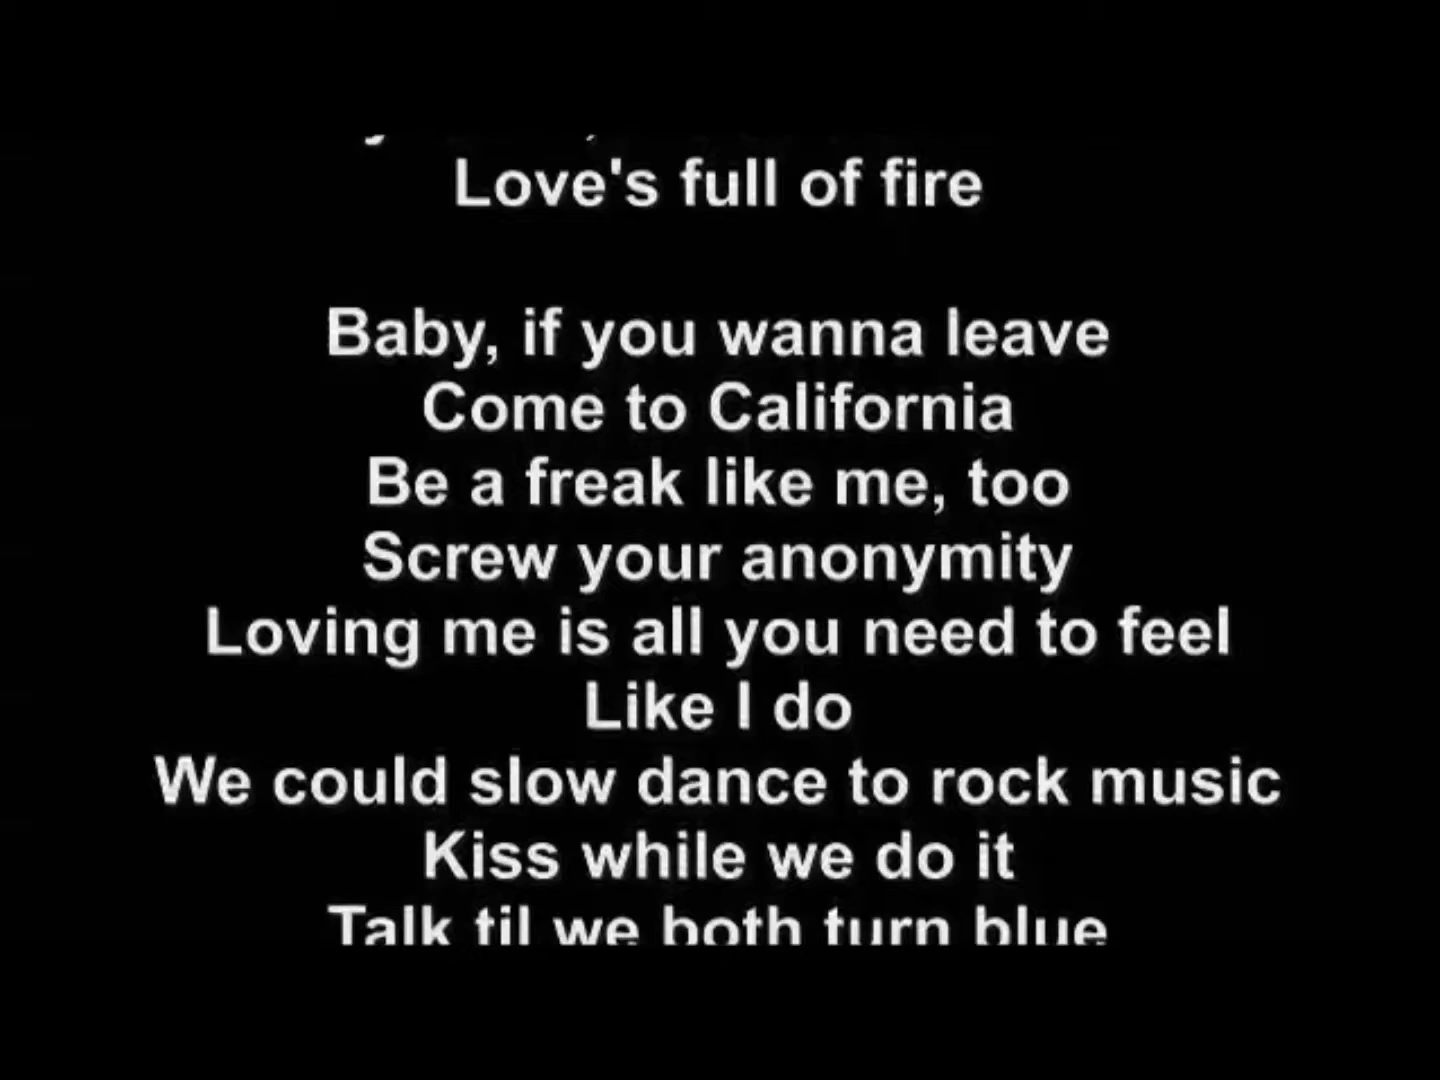 Love's full of fire
Baby, if you wanna leave
Come to California
Be a freak like me, too
Screw your anonymity
Loving me is all you need to feel
Like I do
We could slow dance to rock music
Kiss while we do it
Talk til we both turn blue